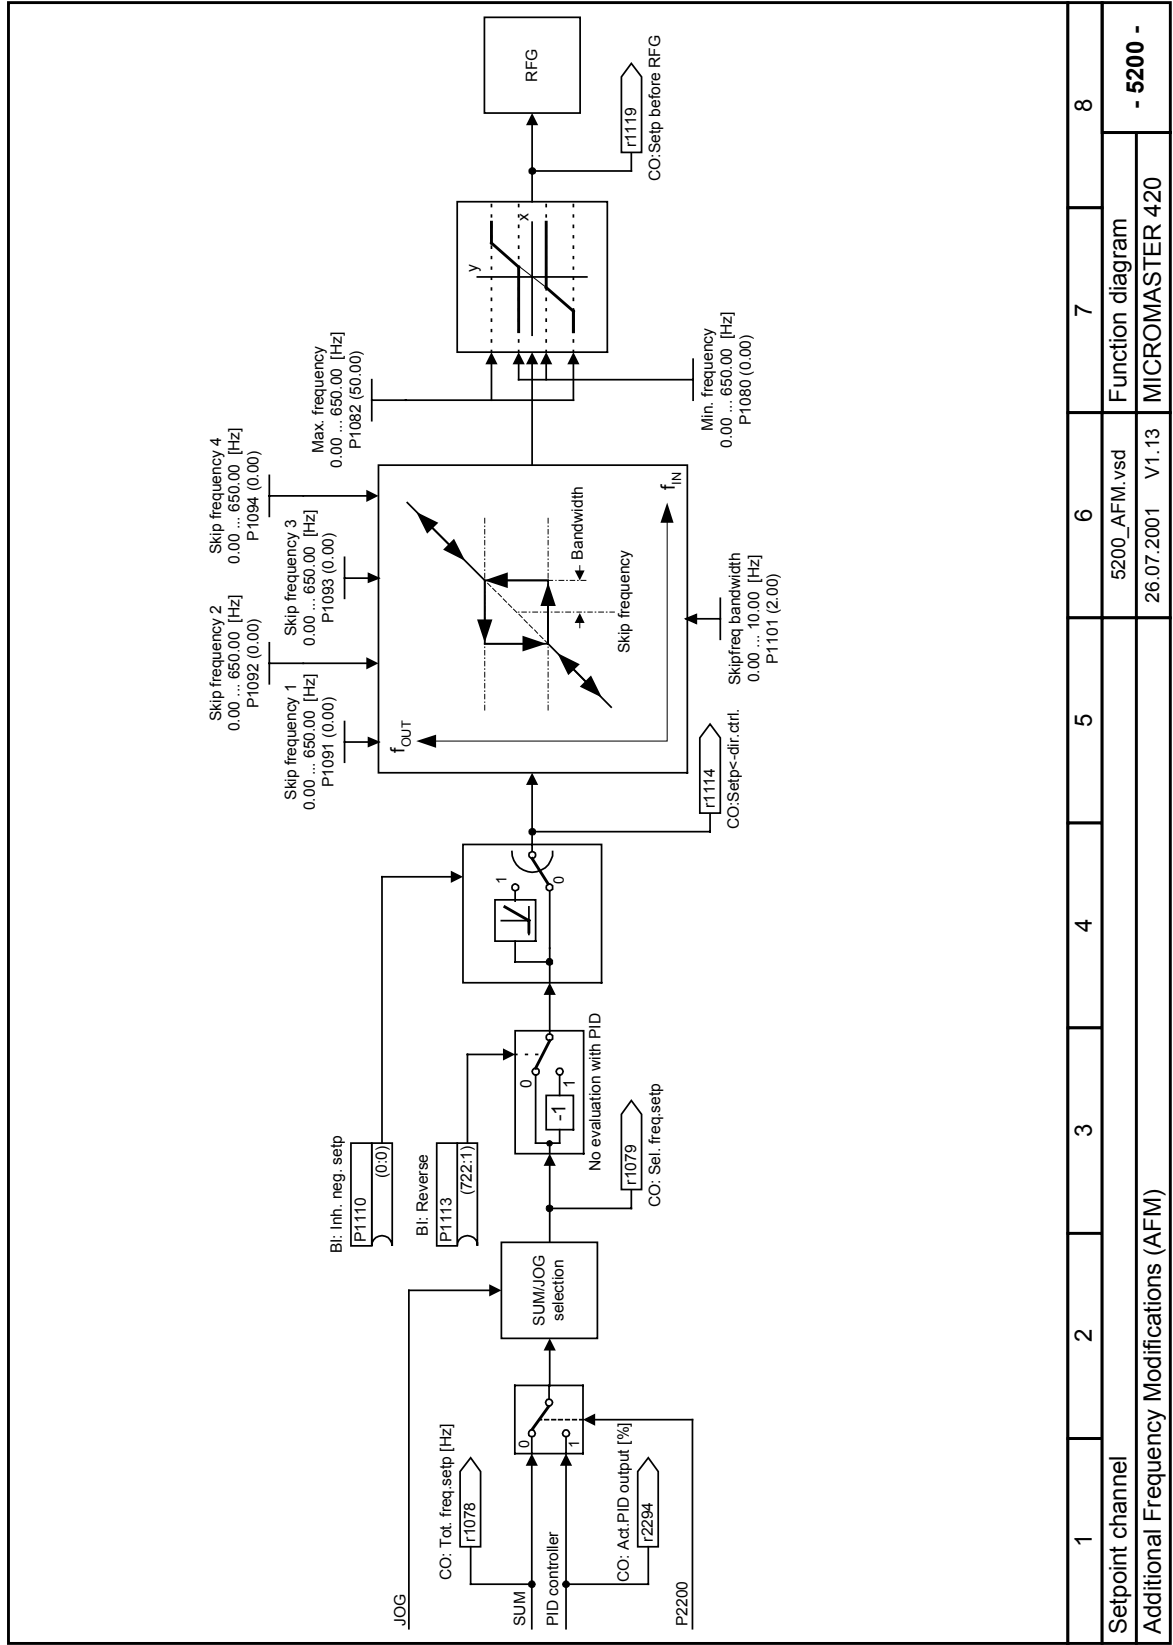 JOG
SUM
PID controller
P2200
CO: Tot. freq.setp [Hz]
r1078
CO: Act.PID output [%]
r2294
0
1
SUM/JOG
selection
BI: Inh. neg. setp
P1110
(0:0)
BI: Reverse
P1113
(722:1)
r1079
CO: Sel. freq.setp
0
1
-1
No evaluation with PID
1
0
r1114
CO:Setp<-dir.ctrl.
Skip frequency 1
0.00 ... 650.00 [Hz]
P1091 (0.00)
Skip frequency 2
0.00 ... 650.00 [Hz]
P1092 (0.00)
Skip frequency 3
0.00 ... 650.00 [Hz]
P1093 (0.00)
Skip frequency 4
0.00 ... 650.00 [Hz]
P1094 (0.00)
fOUT
fIN
Bandwidth
Skip frequency
Skipfreq bandwidth
0.00 ... 10.00 [Hz]
P1101 (2.00)
Max. frequency
0.00 ... 650.00 [Hz]
P1082 (50.00)
y
x
Min. frequency
0.00 ... 650.00 [Hz]
P1080 (0.00)
r1119
CO:Setp before RFG
RFG
1 2 3 4 5 6 7 8
Setpoint channel 5200_AFM.vsd Function diagram - 5200 -
Additional Frequency Modifications (AFM) 26.07.2001 V1.13 MICROMASTER 420